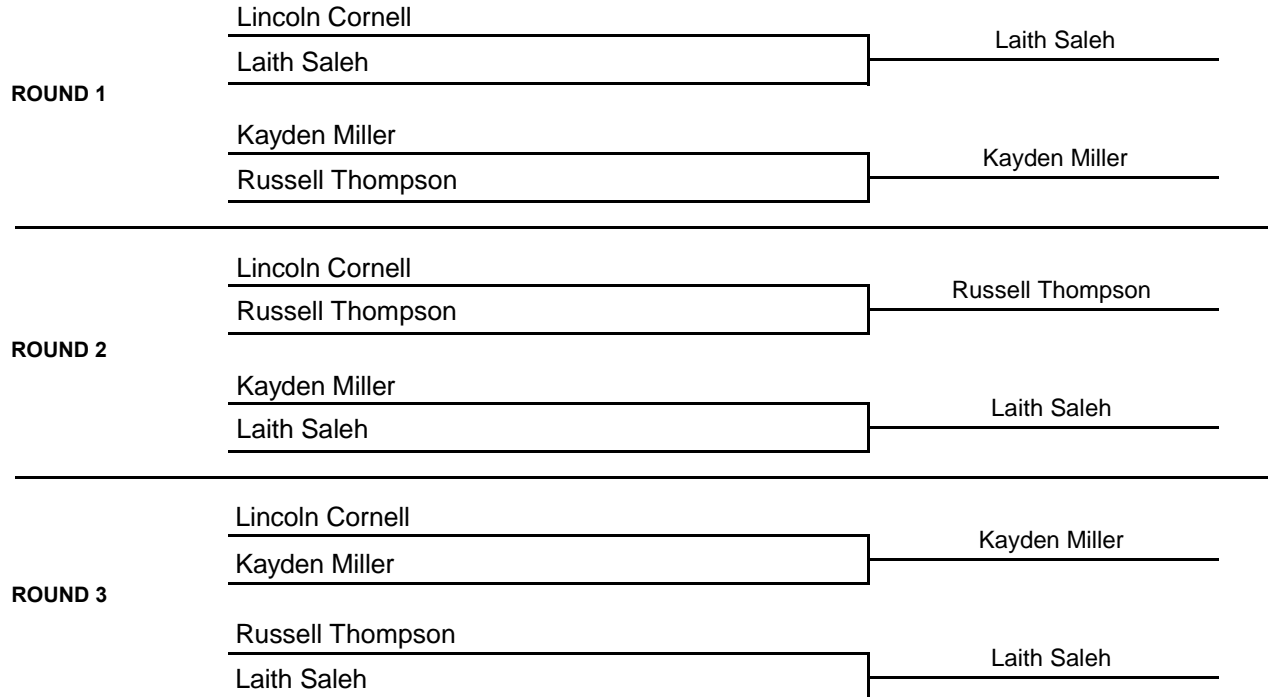 Lincoln Cornell
Laith Saleh
Laith Saleh
ROUND 1
Kayden Miller
Russell Thompson
Kayden Miller
Lincoln Cornell
Russell Thompson
Russell Thompson
ROUND 2
Kayden Miller
Laith Saleh
Laith Saleh
Lincoln Cornell
Kayden Miller
Kayden Miller
ROUND 3
Russell Thompson
Laith Saleh
Laith Saleh